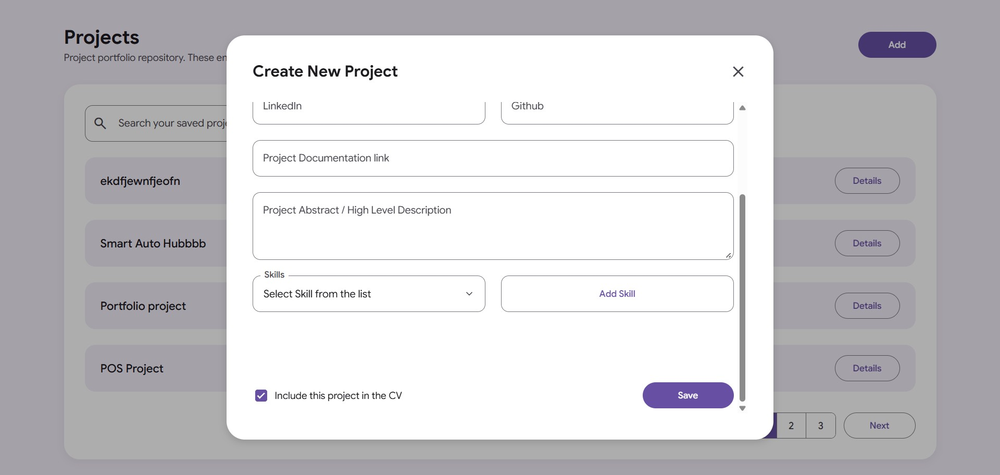 Projects
Project portfolio repository. These en
Add
Create New Project
Search your saved proje
LinkedIn
Github
Project Documentation link
Project Abstract / High Level Description
Skills
Select Skill from the list
Add Skill
Include this project in the CV
Save
ekdfjewnfjeofn
Details
Smart Auto Hubbbb
Details
Portfolio project
Details
POS Project
Details
2
3
Next